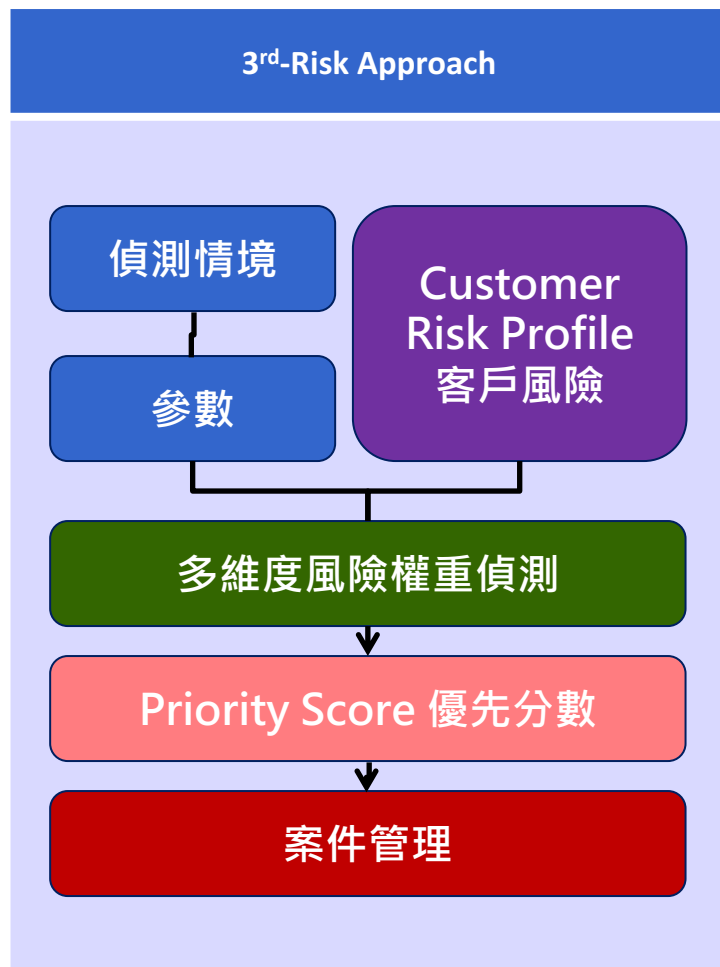 3rd-Risk Approach
偵測情境
Customer
Risk Profile
客戶風險
參數
多維度風險權重偵測
Priority Score 優先分數
案件管理